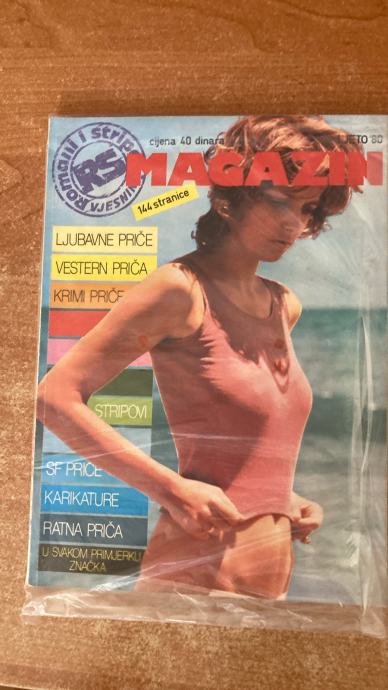 Romani i strip
RS
VJESNIK
cijena 40 dinara
LJETO '80
MAGAZIN
144 stranice
LJUBAVNE PRIČE
VESTERN PRIČA
KRIMI PRIČE
STRIPOVI
SF PRIČE
KARIKATURE
RATNA PRIČA
U SVAKOM PRIMJERKU
ZNAČKA